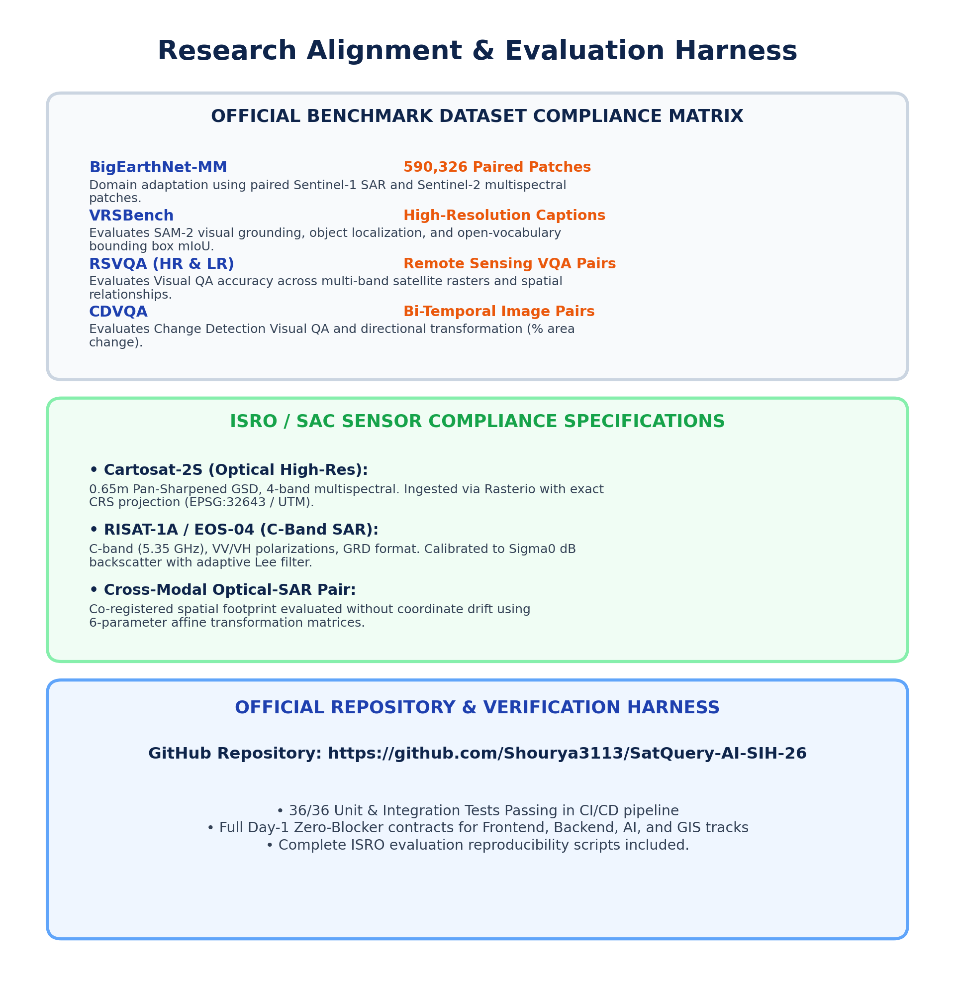 Research Alignment & Evaluation Harness
OFFICIAL BENCHMARK DATASET COMPLIANCE MATRIX
BigEarthNet-MM 590,326 Paired Patches
Domain adaptation using paired Sentinel-1 SAR and Sentinel-2 multispectral
patches.
VRSBench High-Resolution Captions
Evaluates SAM-2 visual grounding, object localization, and open-vocabulary
bounding box mIoU.
RSVQA (HR & LR) Remote Sensing VQA Pairs
Evaluates Visual QA accuracy across multi-band satellite rasters and spatial
relationships.
CDVQA Bi-Temporal Image Pairs
Evaluates Change Detection Visual QA and directional transformation (% area
change).
ISRO / SAC SENSOR COMPLIANCE SPECIFICATIONS
• Cartosat-2S (Optical High-Res):
0.65m Pan-Sharpened GSD, 4-band multispectral. Ingested via Rasterio with exact
CRS projection (EPSG:32643 / UTM).
• RISAT-1A / EOS-04 (C-Band SAR):
C-band (5.35 GHz), VV/VH polarizations, GRD format. Calibrated to Sigma0 dB
backscatter with adaptive Lee filter.
• Cross-Modal Optical-SAR Pair:
Co-registered spatial footprint evaluated without coordinate drift using
6-parameter affine transformation matrices.
OFFICIAL REPOSITORY & VERIFICATION HARNESS
GitHub Repository: https://github.com/Shourya3113/SatQuery-AI-SIH-26
• 36/36 Unit & Integration Tests Passing in CI/CD pipeline
• Full Day-1 Zero-Blocker contracts for Frontend, Backend, AI, and GIS tracks
• Complete ISRO evaluation reproducibility scripts included.